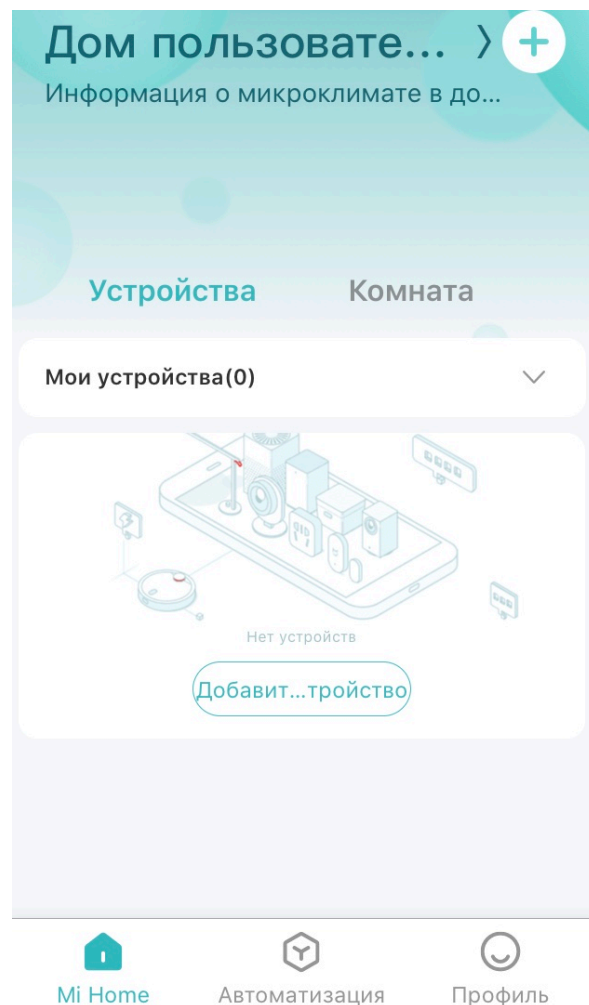 Дом пользовате... 〉 +
Информация о микроклимате в до...
Устройства Комната
Мои устройства(0)
Нет устройств
Добавит...тройство
Mi Home Автоматизация Профиль